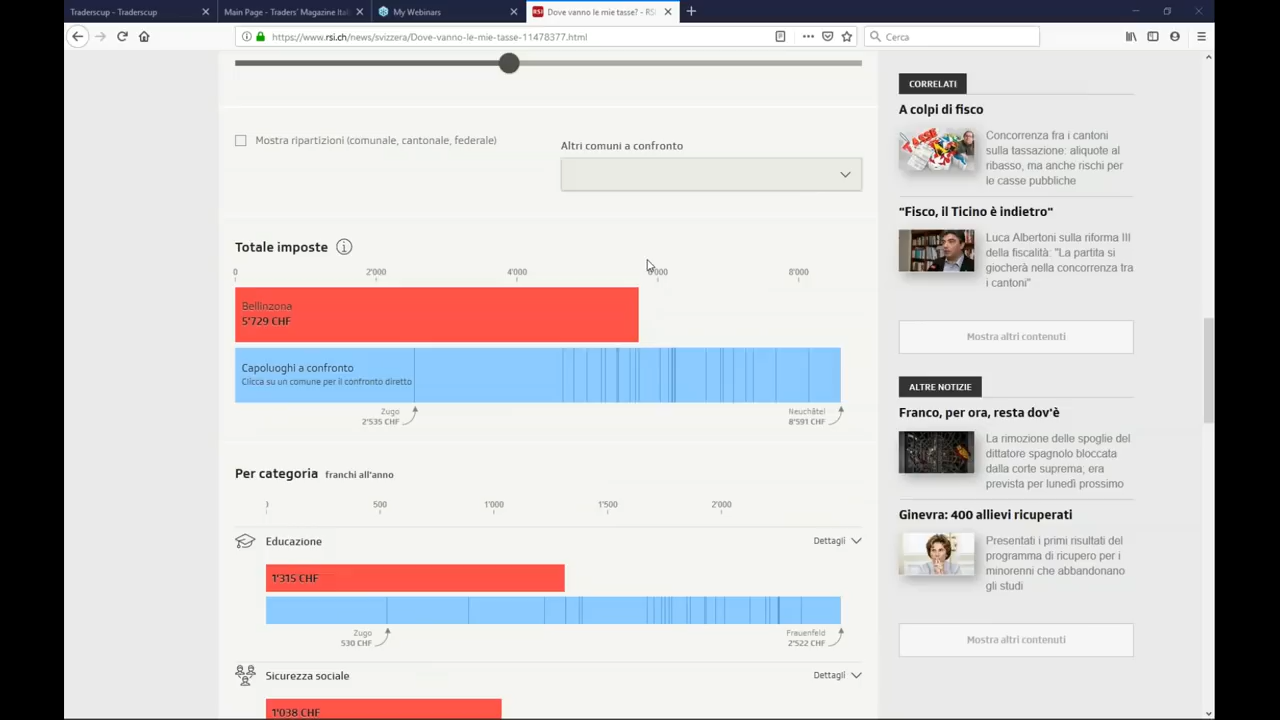 Traderscup - Traderscup
Main Page - Traders' Magazine Ital
My Webinars
RSI Dove vanno le mie tasse? - RS
https://www.rsi.ch/news/svizzera/Dove-vanno-le-mie-tasse-11478377.html
Cerca
Mostra ripartizioni (comunale, cantonale, federale)
Altri comuni a confronto
Totale imposte
0 2'000 4'000 6'000 8'000
Bellinzona
5'729 CHF
Capoluoghi a confronto
Clicca su un comune per il confronto diretto
Zugo
2'535 CHF
Neuchâtel
8'591 CHF
Per categoria franchi all'anno
0 500 1'000 1'500 2'000
Educazione
Dettagli
1'315 CHF
Zugo
530 CHF
Frauenfeld
2'522 CHF
Sicurezza sociale
Dettagli
1'038 CHF
CORRELATI
A colpi di fisco
Concorrenza fra i cantoni
sulla tassazione: aliquote al
ribasso, ma anche rischi per
le casse pubbliche
"Fisco, il Ticino è indietro"
Luca Albertoni sulla riforma III
della fiscalità: "La partita si
giocherà nella concorrenza tra
i cantoni"
Mostra altri contenuti
ALTRE NOTIZIE
Franco, per ora, resta dov'è
La rimozione delle spoglie del
dittatore spagnolo bloccata
dalla corte suprema; era
prevista per lunedì prossimo
Ginevra: 400 allievi ricuperati
Presentati i primi risultati del
programma di ricupero per i
minorenni che abbandonano
gli studi
Mostra altri contenuti